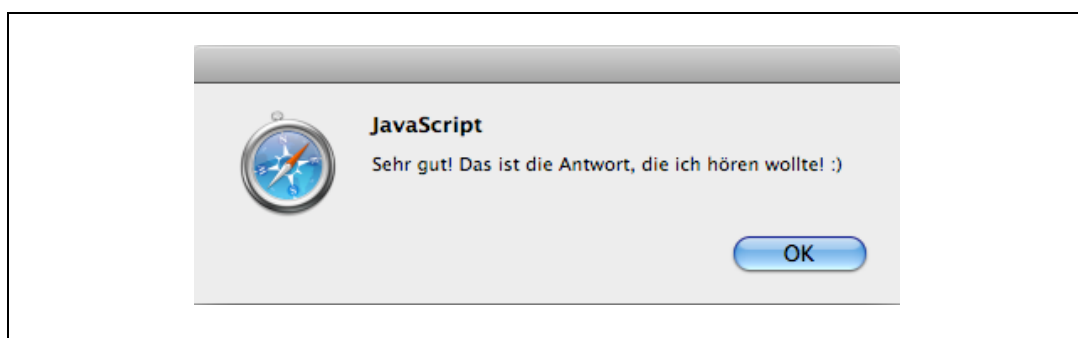 JavaScript
Sehr gut! Das ist die Antwort, die ich hören wollte! :)
OK